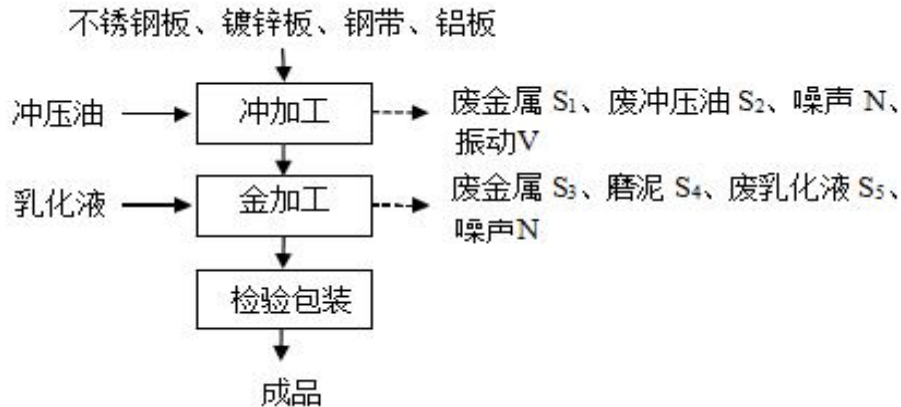 不锈钢板、镀锌板、钢带、铝板
冲压油
冲加工
废金属 S₁、废冲压油 S₂、噪声 N、
振动V
乳化液
金加工
废金属 S₃、磨泥 S₄、废乳化液 S₅、
噪声N
检验包装
成品